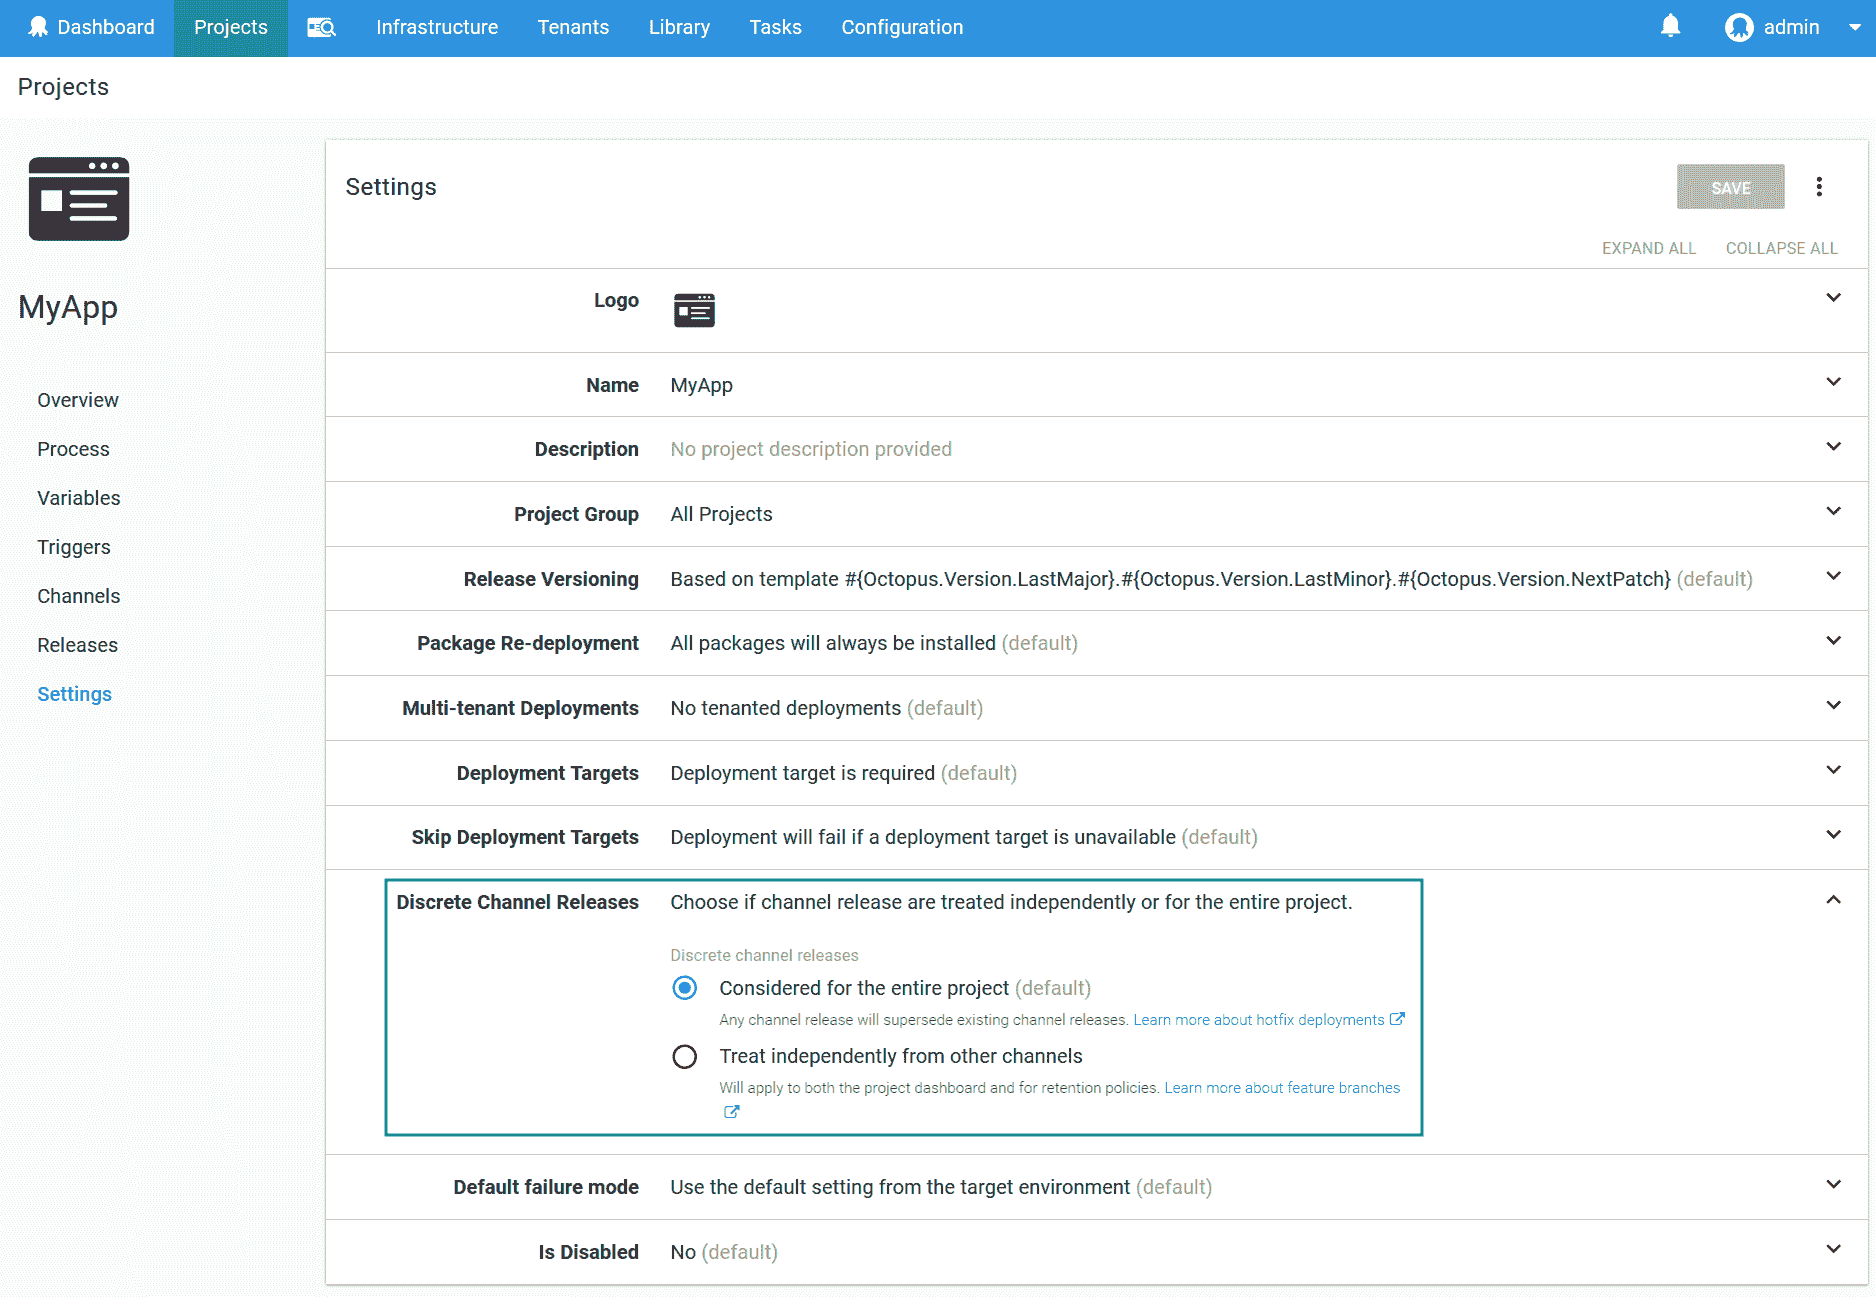 Dashboard Projects Infrastructure Tenants Library Tasks Configuration admin
Projects
Settings
SAVE
EXPAND ALL COLLAPSE ALL
MyApp
Overview
Process
Variables
Triggers
Channels
Releases
Settings
Logo
Name MyApp
Description No project description provided
Project Group All Projects
Release Versioning Based on template #{Octopus.Version.LastMajor}.#{Octopus.Version.LastMinor}.#{Octopus.Version.NextPatch} (default)
Package Re-deployment All packages will always be installed (default)
Multi-tenant Deployments No tenanted deployments (default)
Deployment Targets Deployment target is required (default)
Skip Deployment Targets Deployment will fail if a deployment target is unavailable (default)
Discrete Channel Releases Choose if channel release are treated independently or for the entire project.
Discrete channel releases
Considered for the entire project (default)
Any channel release will supersede existing channel releases. Learn more about hotfix deployments
Treat independently from other channels
Will apply to both the project dashboard and for retention policies. Learn more about feature branches
Default failure mode Use the default setting from the target environment (default)
Is Disabled No (default)